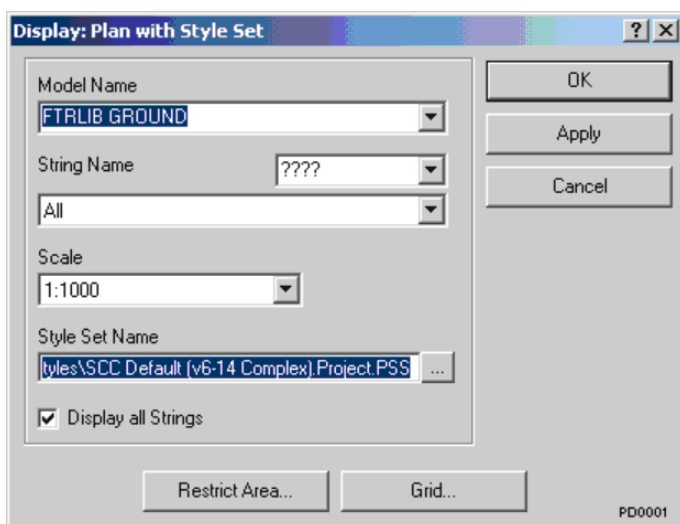 Display: Plan with Style Set
Model Name
FTRLIB GROUND
String Name
????
All
Scale
1:1000
Style Set Name
tyles\SCC Default (v6-14 Complex).Project.PSS
...
Display all Strings
Restrict Area...
Grid...
OK
Apply
Cancel
PD0001